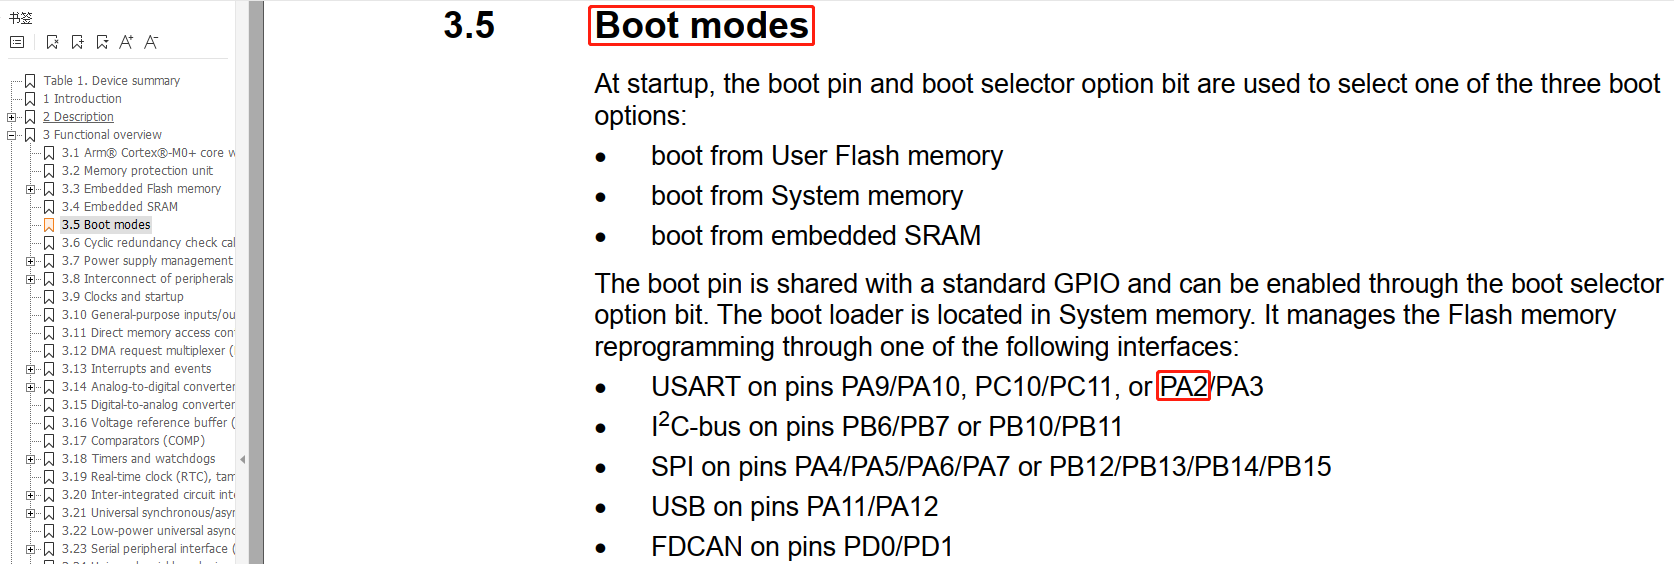 书签
Table 1. Device summary
1 Introduction
2 Description
3 Functional overview
3.1 Arm® Cortex®-M0+ core w
3.2 Memory protection unit
3.3 Embedded Flash memory
3.4 Embedded SRAM
3.5 Boot modes
3.6 Cyclic redundancy check cal
3.7 Power supply management
3.8 Interconnect of peripherals
3.9 Clocks and startup
3.10 General-purpose inputs/ou
3.11 Direct memory access con
3.12 DMA request multiplexer (
3.13 Interrupts and events
3.14 Analog-to-digital converter
3.15 Digital-to-analog converter
3.16 Voltage reference buffer (
3.17 Comparators (COMP)
3.18 Timers and watchdogs
3.19 Real-time clock (RTC), tam
3.20 Inter-integrated circuit inte
3.21 Universal synchronous/asyn
3.22 Low-power universal async
3.23 Serial peripheral interface (
3.5 Boot modes
At startup, the boot pin and boot selector option bit are used to select one of the three boot
options:
• boot from User Flash memory
• boot from System memory
• boot from embedded SRAM
The boot pin is shared with a standard GPIO and can be enabled through the boot selector
option bit. The boot loader is located in System memory. It manages the Flash memory
reprogramming through one of the following interfaces:
• USART on pins PA9/PA10, PC10/PC11, or PA2/PA3
• I²C-bus on pins PB6/PB7 or PB10/PB11
• SPI on pins PA4/PA5/PA6/PA7 or PB12/PB13/PB14/PB15
• USB on pins PA11/PA12
• FDCAN on pins PD0/PD1